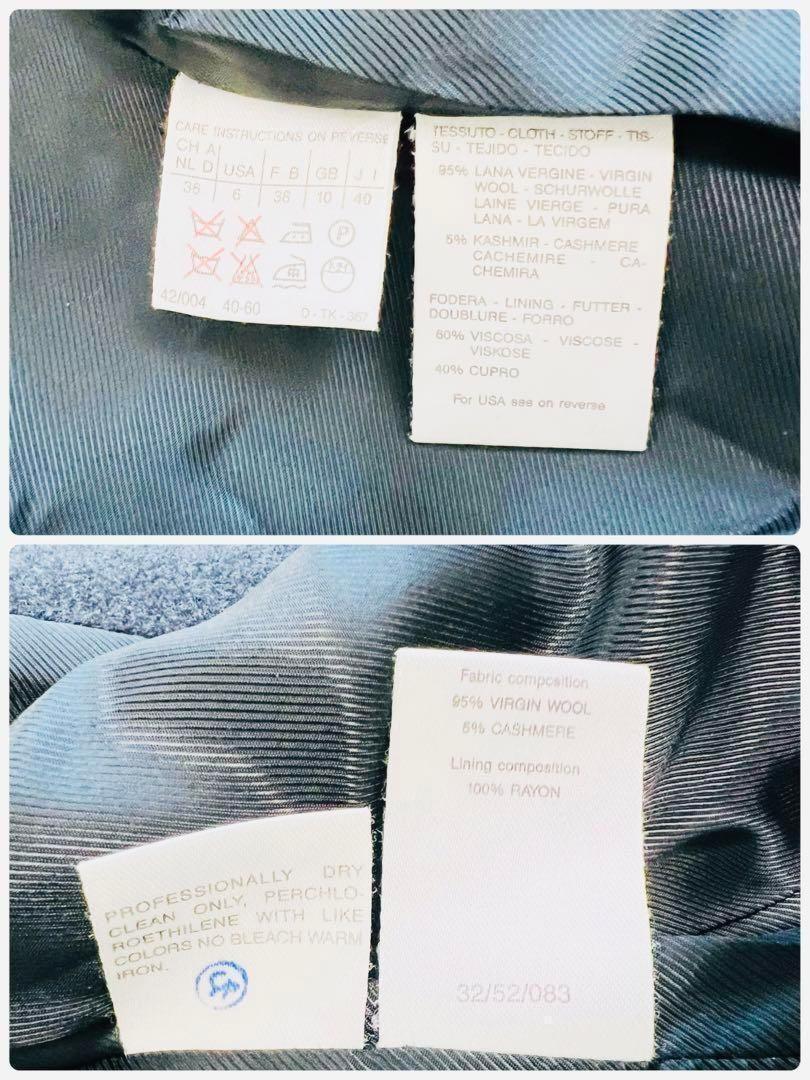 CARE INSTRUCTIONS ON REVERSE
CH A
NL D USA F B GB J I
36 6 38 10 40
P
42/004 40-60 D-TK-367
TESSUTO - CLOTH - STOFF - TIS-
SU - TEJIDO - TECIDO
95% LANA VERGINE - VIRGIN
WOOL - SCHURWOLLE
LAINE VIERGE - PURA
LANA - LA VIRGEM
5% KASHMIR - CASHMERE
CACHEMIRE - CA-
CHEMIRA
FODERA - LINING - FUTTER -
DOUBLURE - FORRO
60% VISCOSA - VISCOSE -
VISKOSE
40% CUPRO
For USA see on reverse
Fabric composition
95% VIRGIN WOOL
5% CASHMERE
Lining composition
100% RAYON
32/52/083
PROFESSIONALLY DRY
CLEAN ONLY, PERCHLO-
ROETHILENE WITH LIKE
COLORS NO BLEACH WARM
IRON.